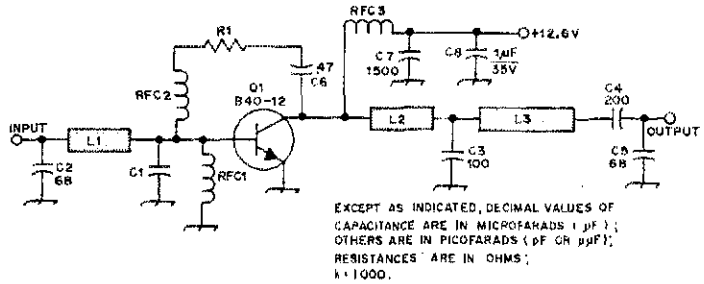 RFC3
R1
+12.6V
C7
1500
C8
1µF
35V
.47
C6
RFC2
Q1
B40-12
C4
200
INPUT
L1
L2
L3
OUTPUT
C2
68
C1
RFC1
C3
100
C5
68
EXCEPT AS INDICATED, DECIMAL VALUES OF
CAPACITANCE ARE IN MICROFARADS ( µF ) ;
OTHERS ARE IN PICOFARADS ( pF OR µµF);
RESISTANCES ARE IN OHMS;
k=1000.